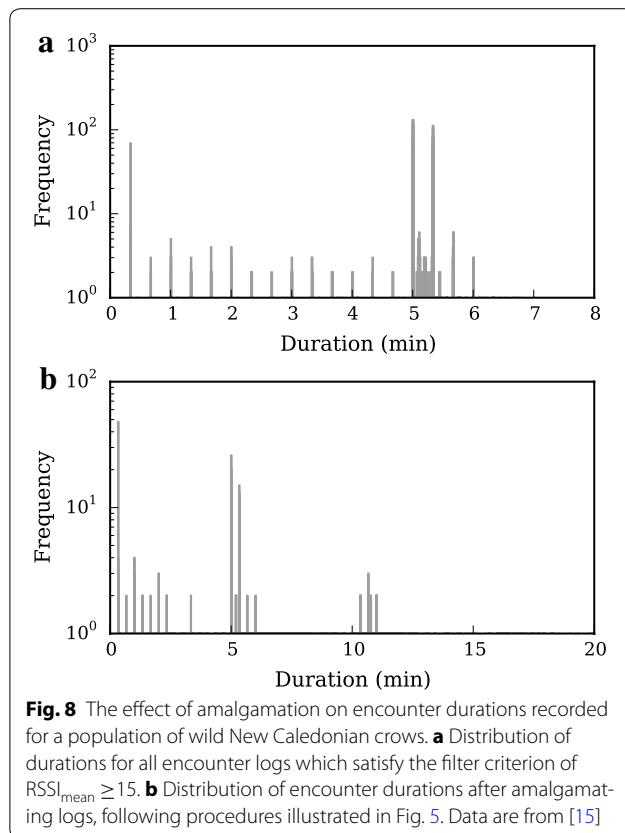 a
10³
10²
10¹
10⁰
Frequency
0 1 2 3 4 5 6 7 8
Duration (min)
b
10²
10¹
10⁰
Frequency
0 5 10 15 20
Duration (min)
Fig. 8 The effect of amalgamation on encounter durations recorded
for a population of wild New Caledonian crows. a Distribution of
durations for all encounter logs which satisfy the filter criterion of
RSSImean ≥15. b Distribution of encounter durations after amalgamat-
ing logs, following procedures illustrated in Fig. 5. Data are from [15]